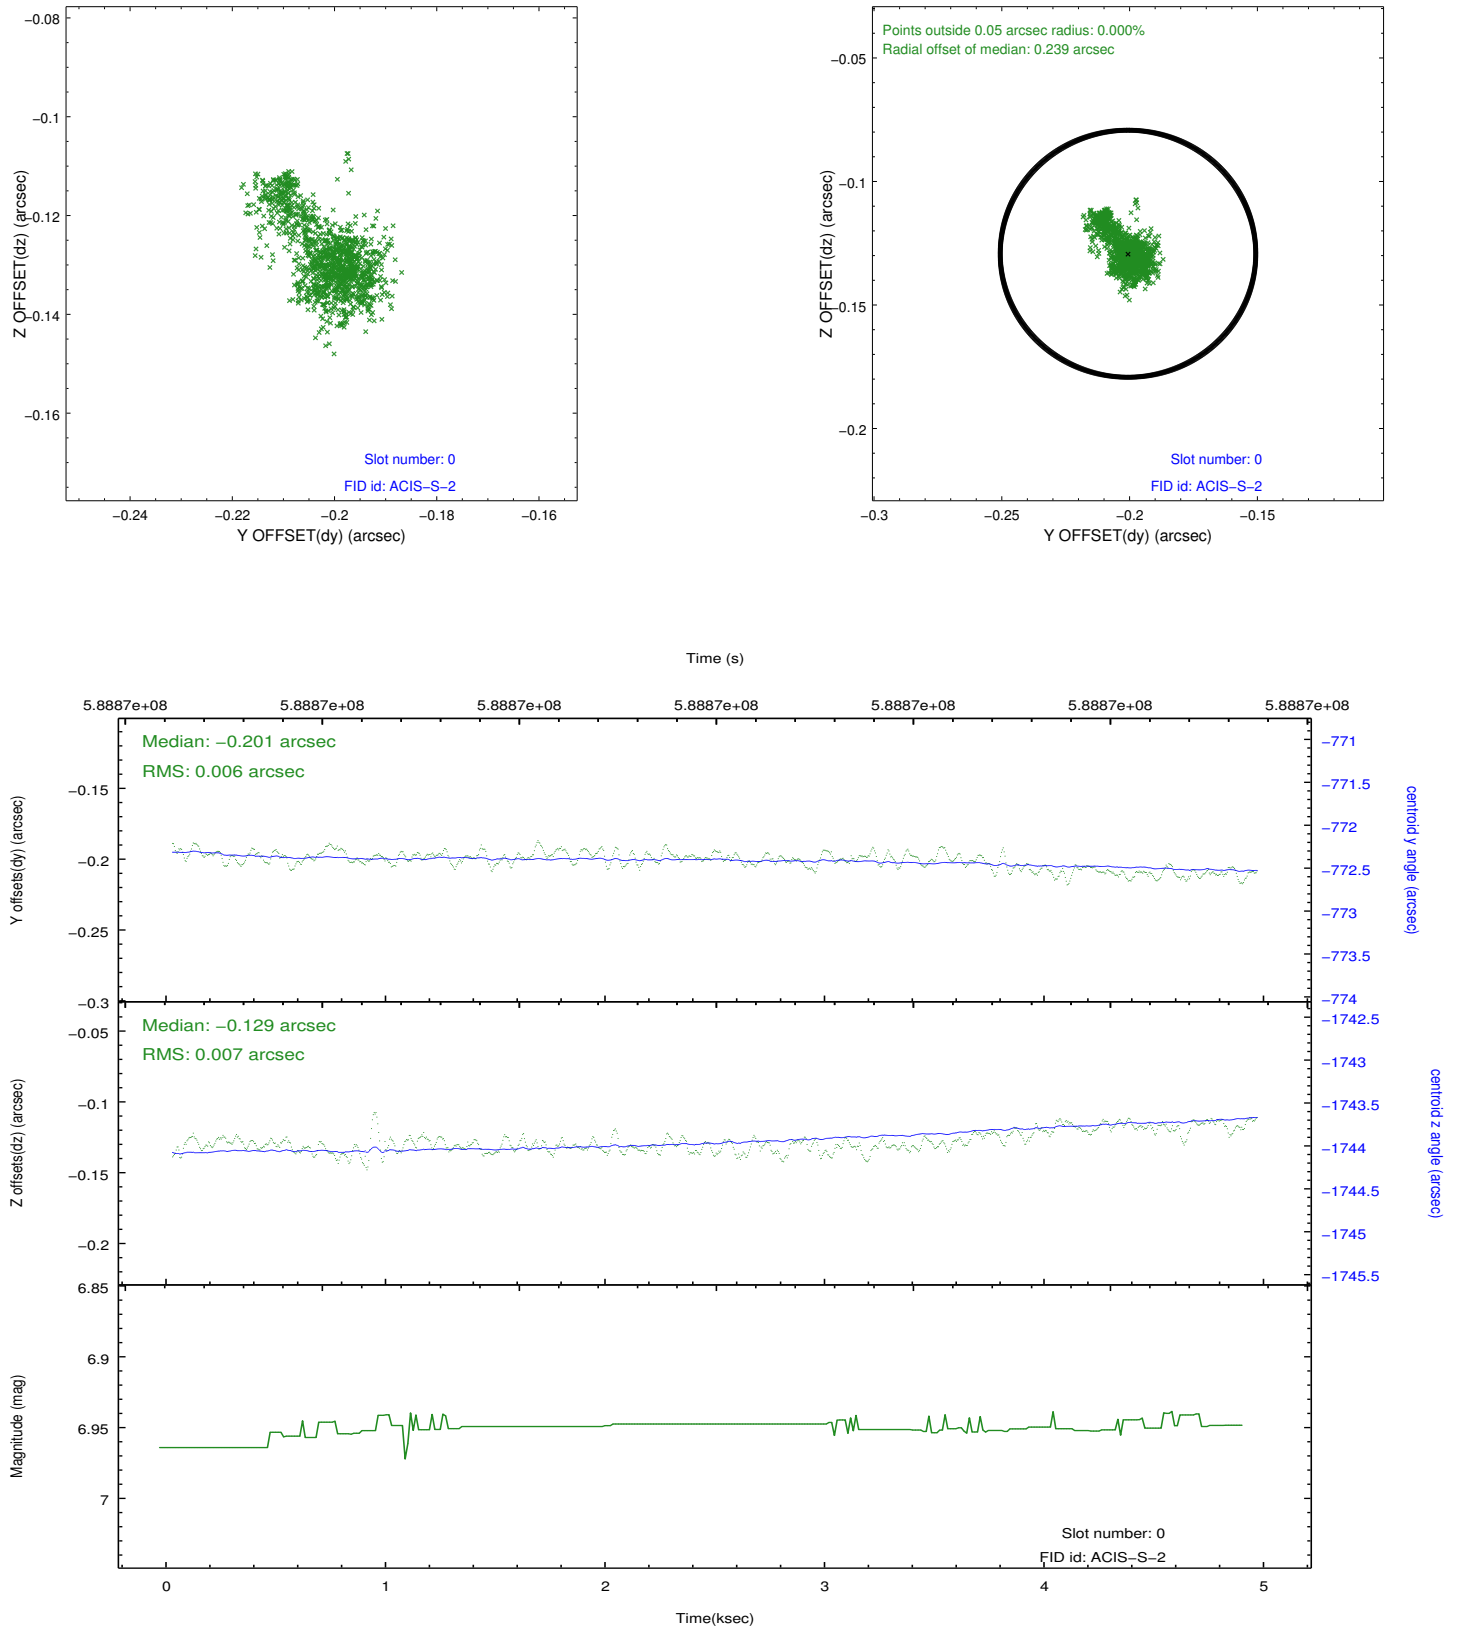 −0.08
−0.1
−0.12
−0.14
−0.16
Z OFFSET(dz) (arcsec)
Slot number: 0
FID id: ACIS−S−2
−0.24
−0.22
−0.2
−0.18
−0.16
Y OFFSET(dy) (arcsec)
Points outside 0.05 arcsec radius: 0.000%
Radial offset of median: 0.239 arcsec
−0.05
−0.1
−0.15
−0.2
Z OFFSET(dz) (arcsec)
Slot number: 0
FID id: ACIS−S−2
−0.3
−0.25
−0.2
−0.15
Y OFFSET(dy) (arcsec)
Time (s)
5.8887e+08
5.8887e+08
5.8887e+08
5.8887e+08
5.8887e+08
5.8887e+08
5.8887e+08
Median: −0.201 arcsec
RMS: 0.006 arcsec
−0.15
−0.2
−0.25
−0.3
Y offsets(dy) (arcsec)
−771
−771.5
−772
−772.5
−773
−773.5
−774
centroid y angle (arcsec)
Median: −0.129 arcsec
RMS: 0.007 arcsec
−0.05
−0.1
−0.15
−0.2
Z offsets(dz) (arcsec)
−1742.5
−1743
−1743.5
−1744
−1744.5
−1745
−1745.5
centroid z angle (arcsec)
6.85
6.9
6.95
7
Magnitude (mag)
Slot number: 0
FID id: ACIS−S−2
0
1
2
3
4
5
Time(ksec)